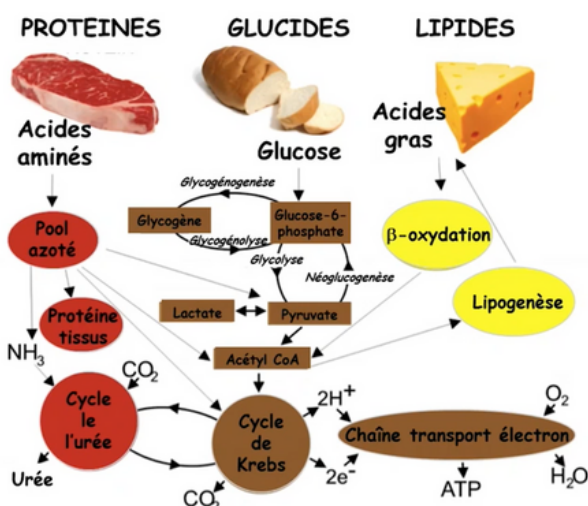 PROTEINES
GLUCIDES
LIPIDES
Acides
aminés
Glucose
Acides
gras
Glycogénogenèse
Glycogène
Glucose-6-
phosphate
Glycogénolyse
Glycolyse
Néoglucogenèse
Pool
azoté
β-oxydation
Lipogenèse
Protéine
tissus
Lactate
Pyruvate
Acétyl CoA
NH₃
CO₂
Cycle
le
l'urée
Urée
Cycle
de
Krebs
CO₂
2H⁺
2e⁻
O₂
Chaîne transport électron
ATP
H₂O